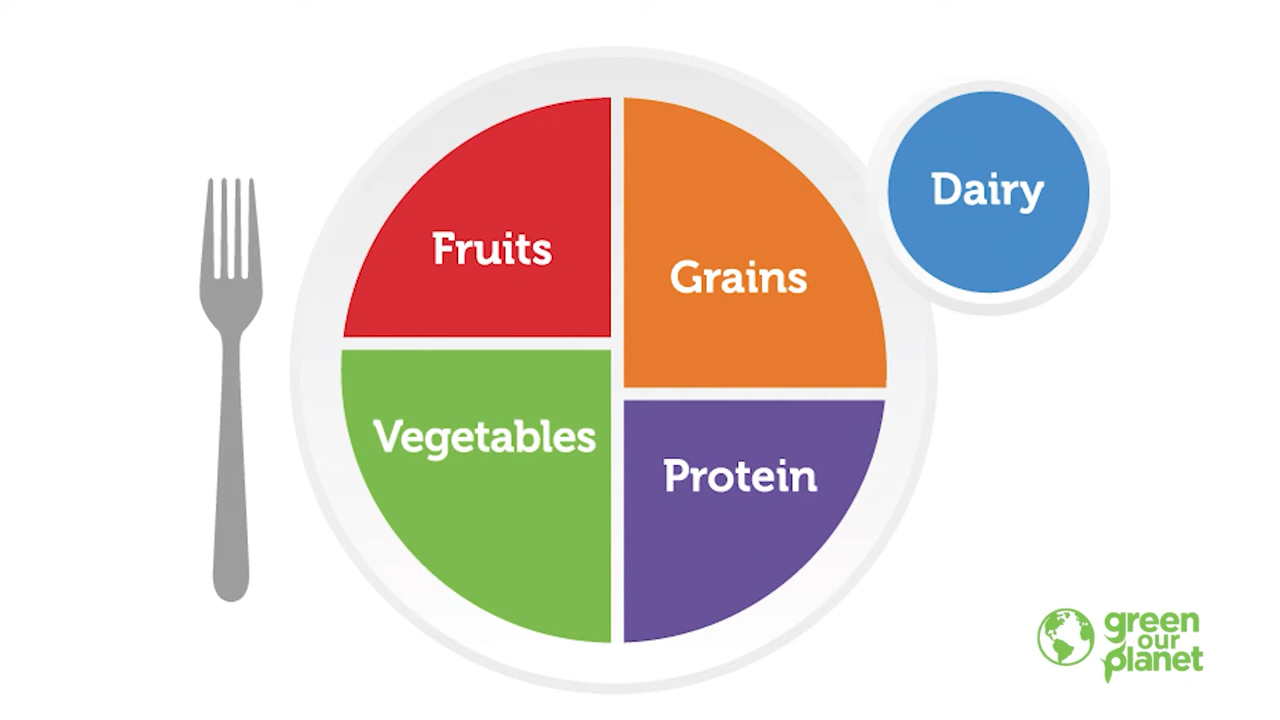 Fruits
Grains
Dairy
Vegetables
Protein
green
our
planet